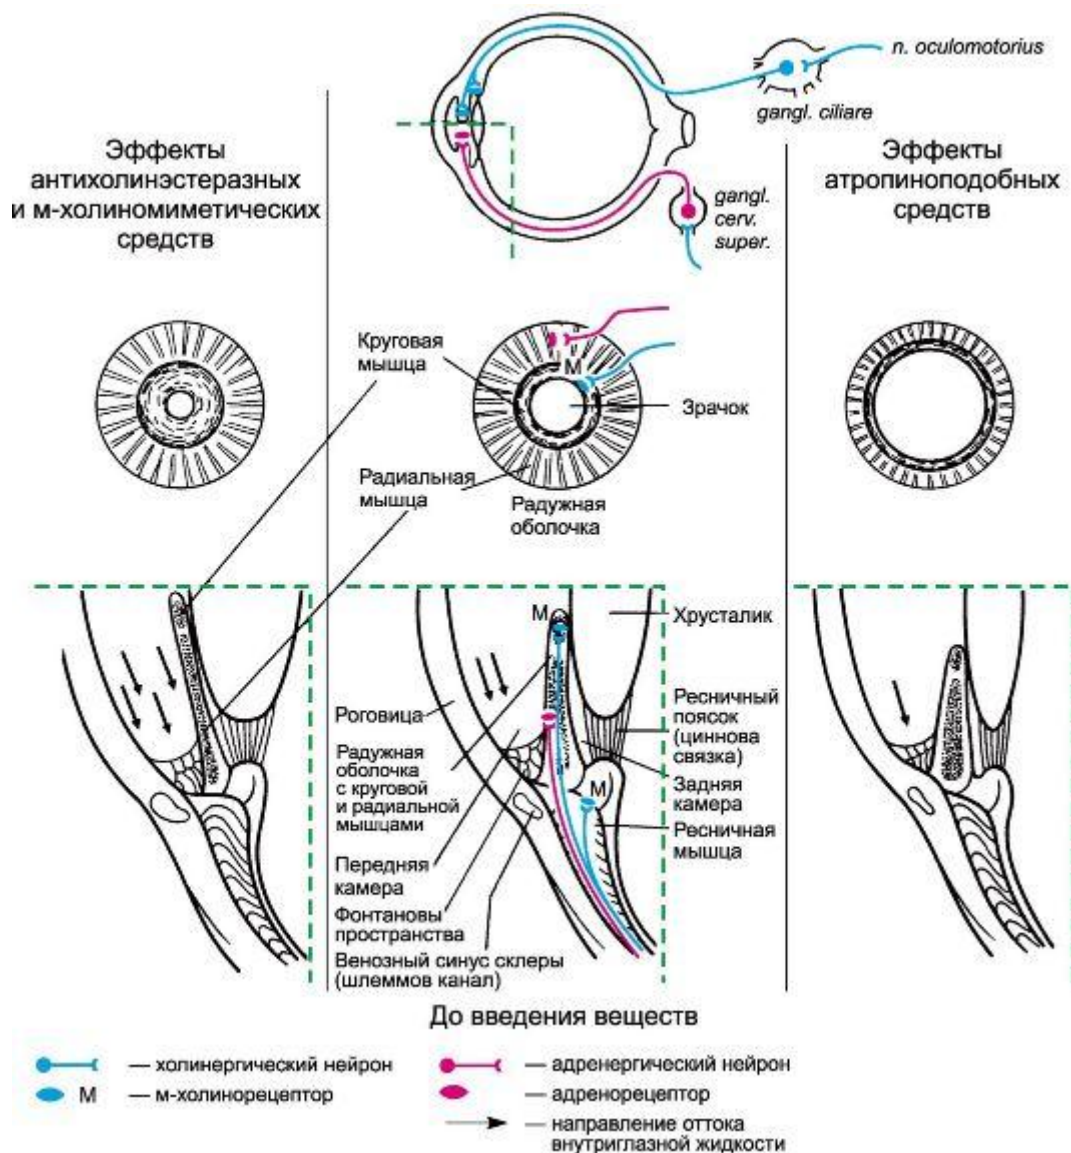 n. oculomotorius
gangl. ciliare
Эффекты
антихолинэстеразных
и м-холиномиметических
средств
gangl.
cerv.
super.
Эффекты
атропиноподобных
средств
Круговая
мышца
М
Зрачок
Радиальная
мышца
Радужная
оболочка
М
Хрусталик
Роговица
Ресничный
поясок
(циннова
связка)
Радужная
оболочка
с круговой
и радиальной
мышцами
Задняя
камера
М
Ресничная
мышца
Передняя
камера
Фонтановы
пространства
Венозный синус склеры
(шлеммов канал)
До введения веществ
— холинергический нейрон
М — м-холинорецептор
— адренергический нейрон
— адренорецептор
— направление оттока
внутриглазной жидкости